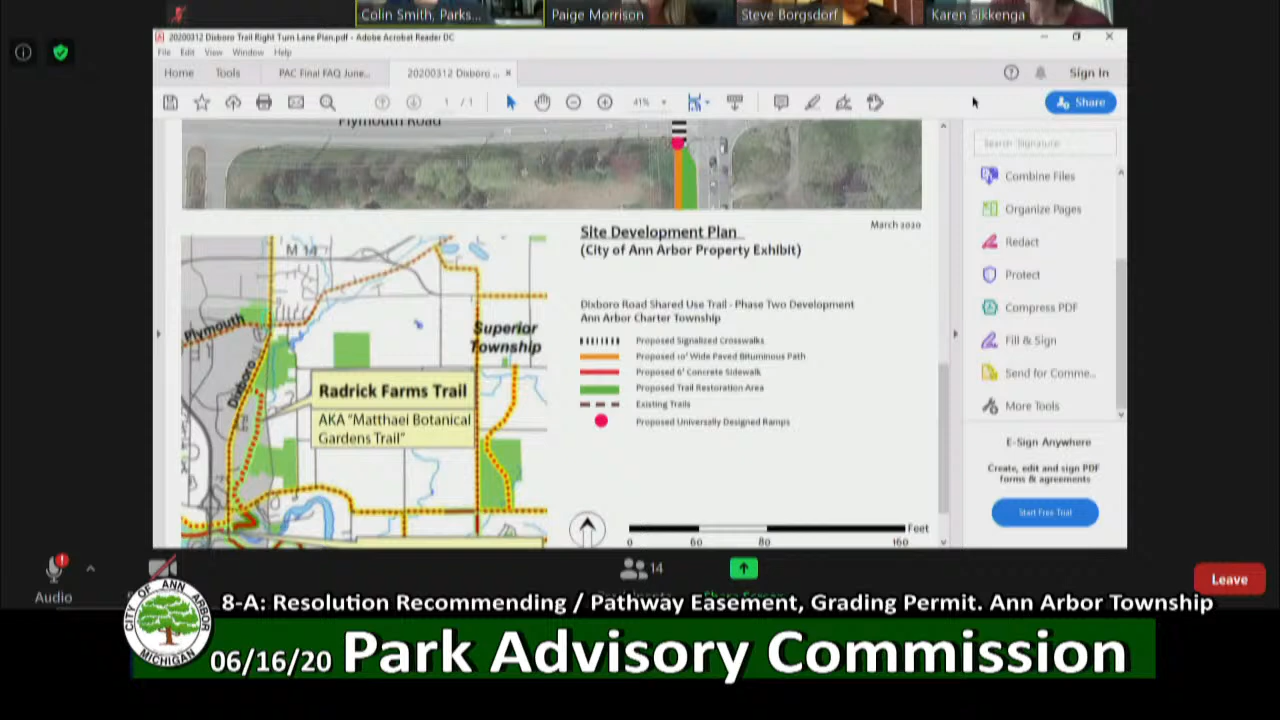 Colin Smith, Parks...
Paige Morrison
Steve Borgsdorf
Karen Sikkenga
20200312 Dixboro Trail Right Turn Lane Plan.pdf - Adobe Acrobat Reader DC
File Edit View Window Help
Home Tools PAC Final FAQ June... 20200312 Dixboro ... × Sign In
1 / 1 41% Share
Plymouth Road
Search 'Signature'
Combine Files
Organize Pages
Redact
Protect
Compress PDF
Fill & Sign
Send for Comme...
More Tools
E-Sign Anywhere
Create, edit and sign PDF
forms & agreements
Start Free Trial
March 2020
Site Development Plan
(City of Ann Arbor Property Exhibit)
Dixboro Road Shared Use Trail - Phase Two Development
Ann Arbor Charter Township
Proposed Signalized Crosswalks
Proposed 10' Wide Paved Bituminous Path
Proposed 6' Concrete Sidewalk
Proposed Trail Restoration Area
Existing Trails
Proposed Universally Designed Ramps
M 14
Plymouth
Dixboro
Superior
Township
Radrick Farms Trail
AKA "Matthaei Botanical
Gardens Trail"
Feet
0 60 80 160
Audio
14
Leave
8-A: Resolution Recommending / Pathway Easement, Grading Permit. Ann Arbor Township
CITY OF ANN ARBOR
MICHIGAN
06/16/20 Park Advisory Commission